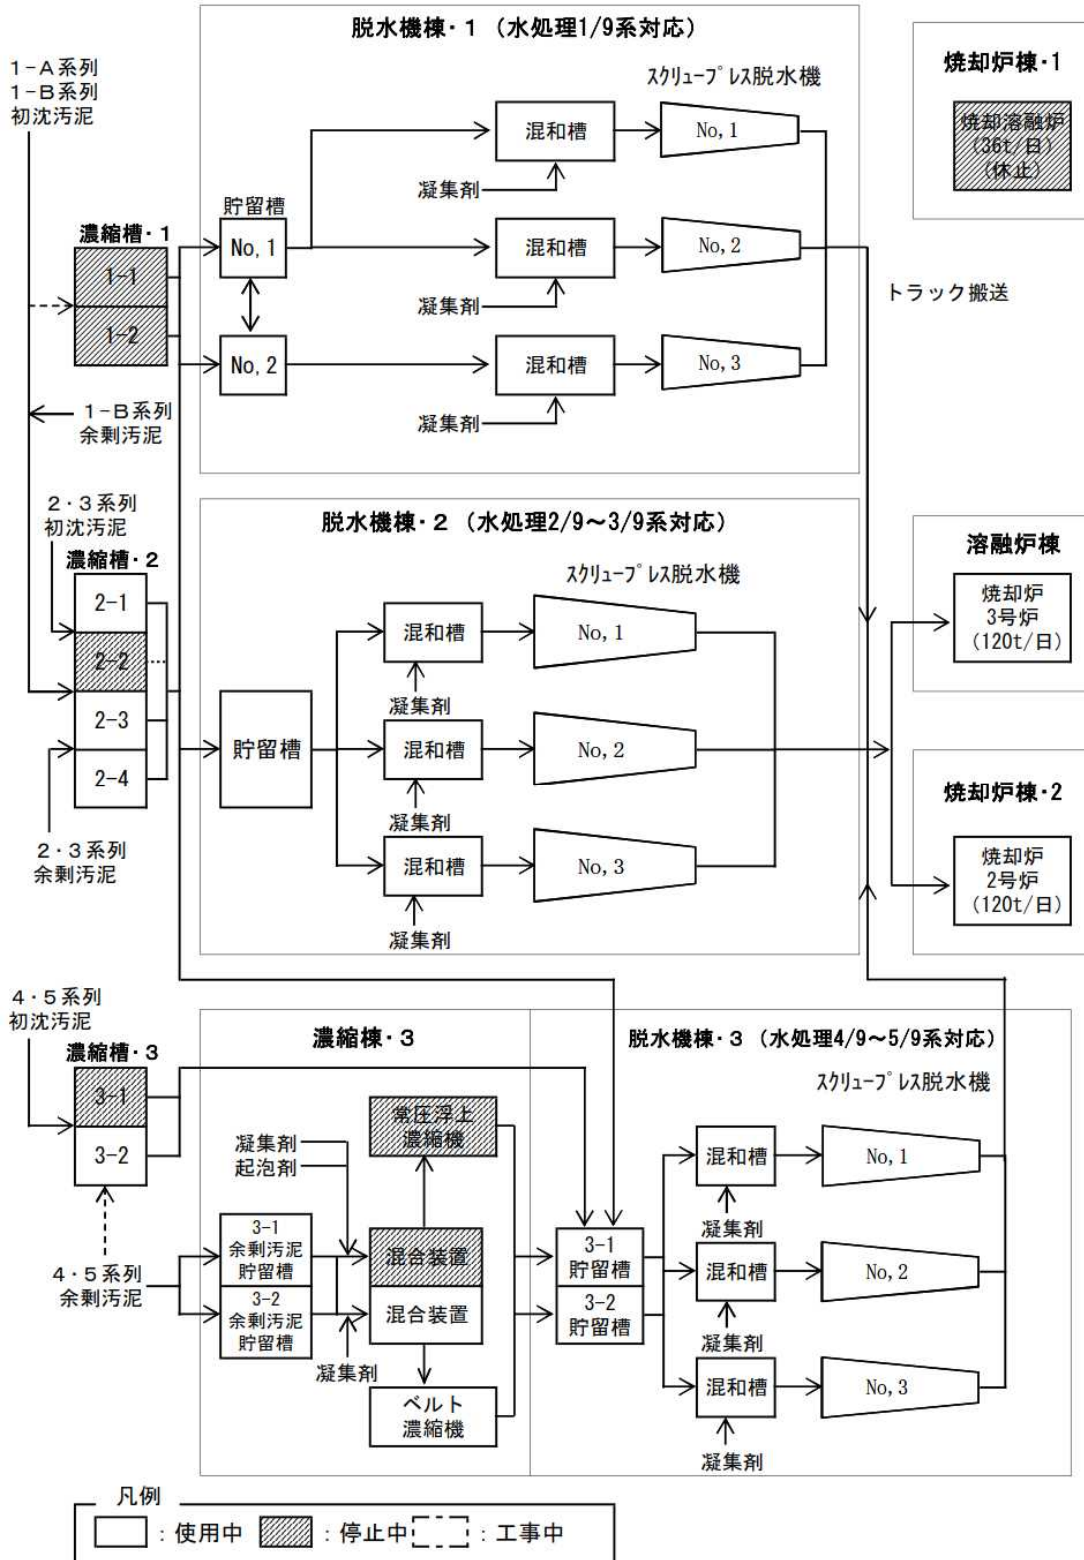 脱水機棟・１（水処理1/9系対応）
1-A系列
1-B系列
初沈汚泥
スクリュープレス脱水機
焼却炉棟・1
焼却溶融炉
(36t/日)
(休止)
混和槽
No, 1
凝集剤
貯留槽
濃縮槽・1
1-1
1-2
No, 1
混和槽
No, 2
凝集剤
トラック搬送
No, 2
混和槽
No, 3
凝集剤
1-B系列
余剰汚泥
脱水機棟・２（水処理2/9～3/9系対応）
2・3系列
初沈汚泥
濃縮槽・2
2-1
2-2
2-3
2-4
スクリュープレス脱水機
混和槽
No, 1
凝集剤
貯留槽
混和槽
No, 2
凝集剤
混和槽
No, 3
凝集剤
2・3系列
余剰汚泥
溶融炉棟
焼却炉
3号炉
(120t/日)
焼却炉棟・2
焼却炉
2号炉
(120t/日)
4・5系列
初沈汚泥
濃縮槽・3
3-1
3-2
濃縮棟・3
脱水機棟・3（水処理4/9～5/9系対応）
スクリュープレス脱水機
常圧浮上
濃縮機
凝集剤
起泡剤
3-1
余剰汚泥
貯留槽
3-2
余剰汚泥
貯留槽
4・5系列
余剰汚泥
混合装置
混合装置
凝集剤
ベルト
濃縮機
3-1
貯留槽
3-2
貯留槽
混和槽
No, 1
凝集剤
混和槽
No, 2
凝集剤
混和槽
No, 3
凝集剤
凡例
：使用中
：停止中
：工事中